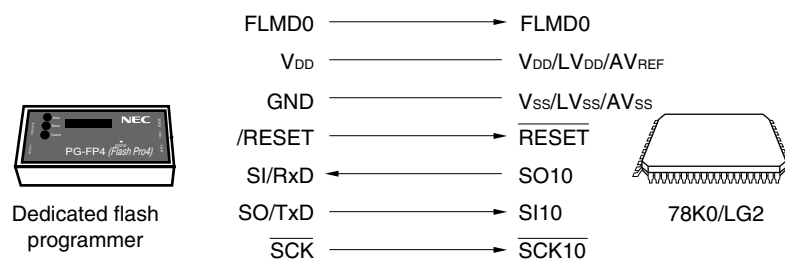 FLMD0 FLMD0
VDD VDD/LVDD/AVREF
GND VSS/LVSS/AVSS
/RESET RESET
SI/RxD SO10
SO/TxD SI10
SCK SCK10
NEC
PG-FP4 (Flash Pro4)
Dedicated flash
programmer
78K0/LG2